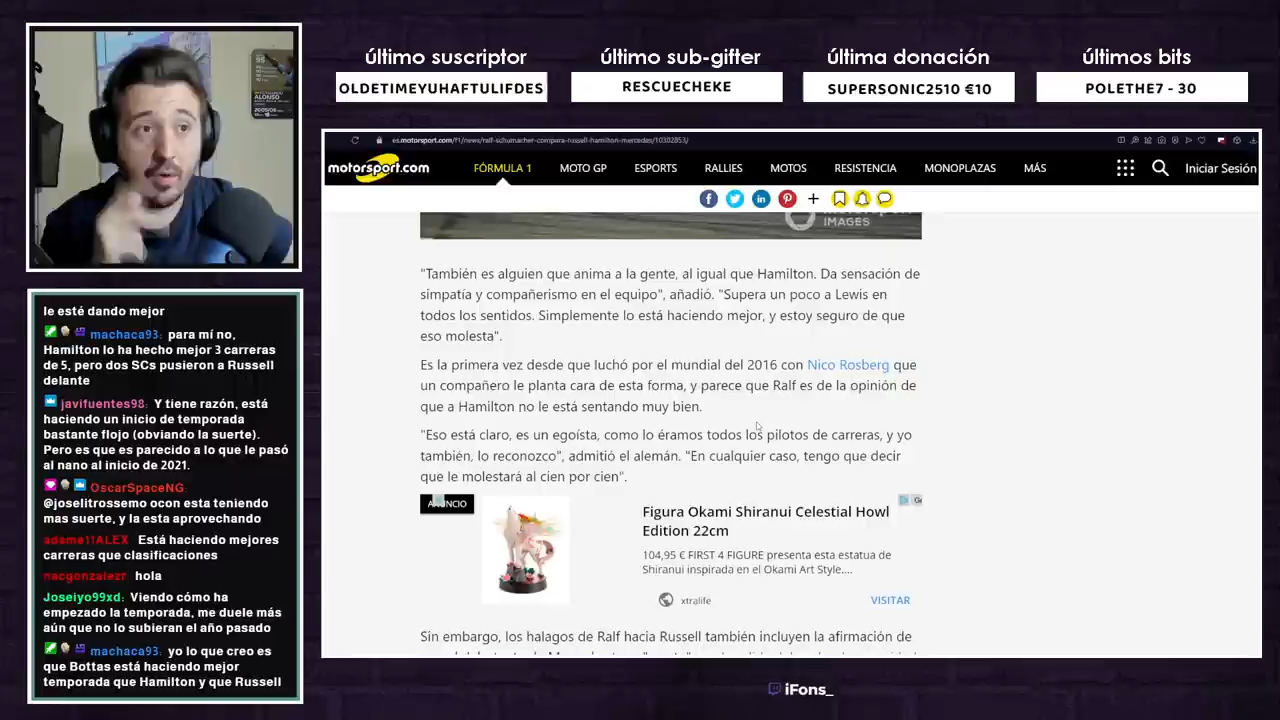 último suscriptor
OLDETIMEYUHAFTULIFDES
último sub-gifter
RESCUECHEKE
última donación
SUPERSONIC2510 €10
últimos bits
POLETHE7 - 30
es.motorsport.com/f1/news/ralf-schumacher-compara-russell-hamilton-mercedes/10302853/
motorsport.com
FÓRMULA 1
MOTO GP
ESPORTS
RALLIES
MOTOS
RESISTENCIA
MONOPLAZAS
MÁS
Iniciar Sesión
IMAGES
"También es alguien que anima a la gente, al igual que Hamilton. Da sensación de
simpatía y compañerismo en el equipo", añadió. "Supera un poco a Lewis en
todos los sentidos. Simplemente lo está haciendo mejor, y estoy seguro de que
eso molesta".
Es la primera vez desde que luchó por el mundial del 2016 con Nico Rosberg que
un compañero le planta cara de esta forma, y parece que Ralf es de la opinión de
que a Hamilton no le está sentando muy bien.
"Eso está claro, es un egoísta, como lo éramos todos los pilotos de carreras, y yo
también, lo reconozco", admitió el alemán. "En cualquier caso, tengo que decir
que le molestará al cien por cien".
ANUNCIO
Figura Okami Shiranui Celestial Howl
Edition 22cm
104,95 € FIRST 4 FIGURE presenta esta estatua de
Shiranui inspirada en el Okami Art Style....
xtralife
VISITAR
Sin embargo, los halagos de Ralf hacia Russell también incluyen la afirmación de
ALONSO
le esté dando mejor
machaca93: para mí no,
Hamilton lo ha hecho mejor 3 carreras
de 5, pero dos SCs pusieron a Russell
delante
javifuentes98: Y tiene razón, está
haciendo un inicio de temporada
bastante flojo (obviando la suerte).
Pero es que es parecido a lo que le pasó
al nano al inicio de 2021.
OscarSpaceNG:
@joselitrossemo ocon esta teniendo
mas suerte, y la esta aprovechando
adame11ALEX Está haciendo mejores
carreras que clasificaciones
nacgonzalezr hola
Joseiyo99xd: Viendo cómo ha
empezado la temporada, me duele más
aún que no lo subieran el año pasado
machaca93: yo lo que creo es
que Bottas está haciendo mejor
temporada que Hamilton y que Russell
iFons_